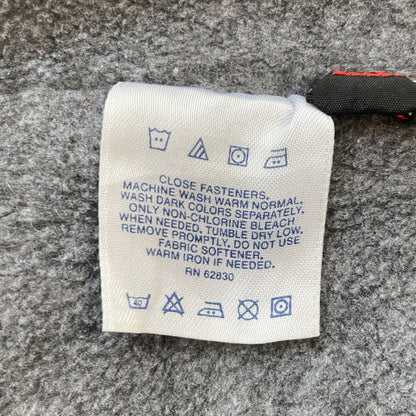 CLOSE FASTENERS.
MACHINE WASH WARM NORMAL.
WASH DARK COLORS SEPARATELY.
ONLY NON-CHLORINE BLEACH
WHEN NEEDED. TUMBLE DRY LOW.
REMOVE PROMPTLY. DO NOT USE
FABRIC SOFTENER.
WARM IRON IF NEEDED.
RN 62830
40